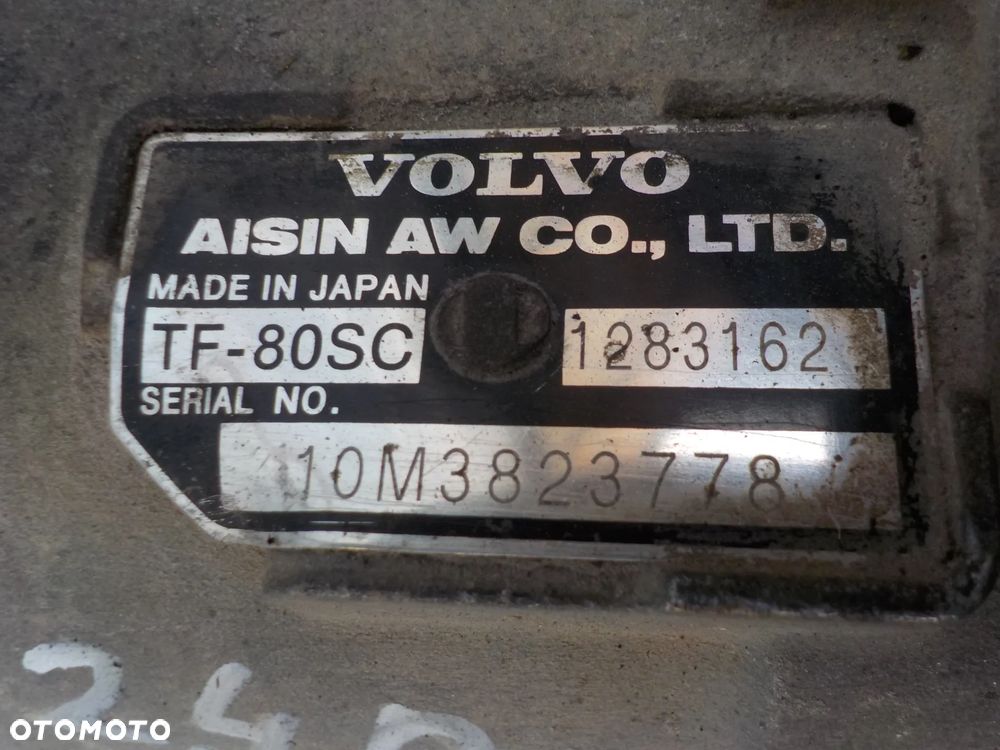 VOLVO
AISIN AW CO., LTD.
MADE IN JAPAN
TF-80SC 1283162
SERIAL NO.
10M3823778
OTOMOTO